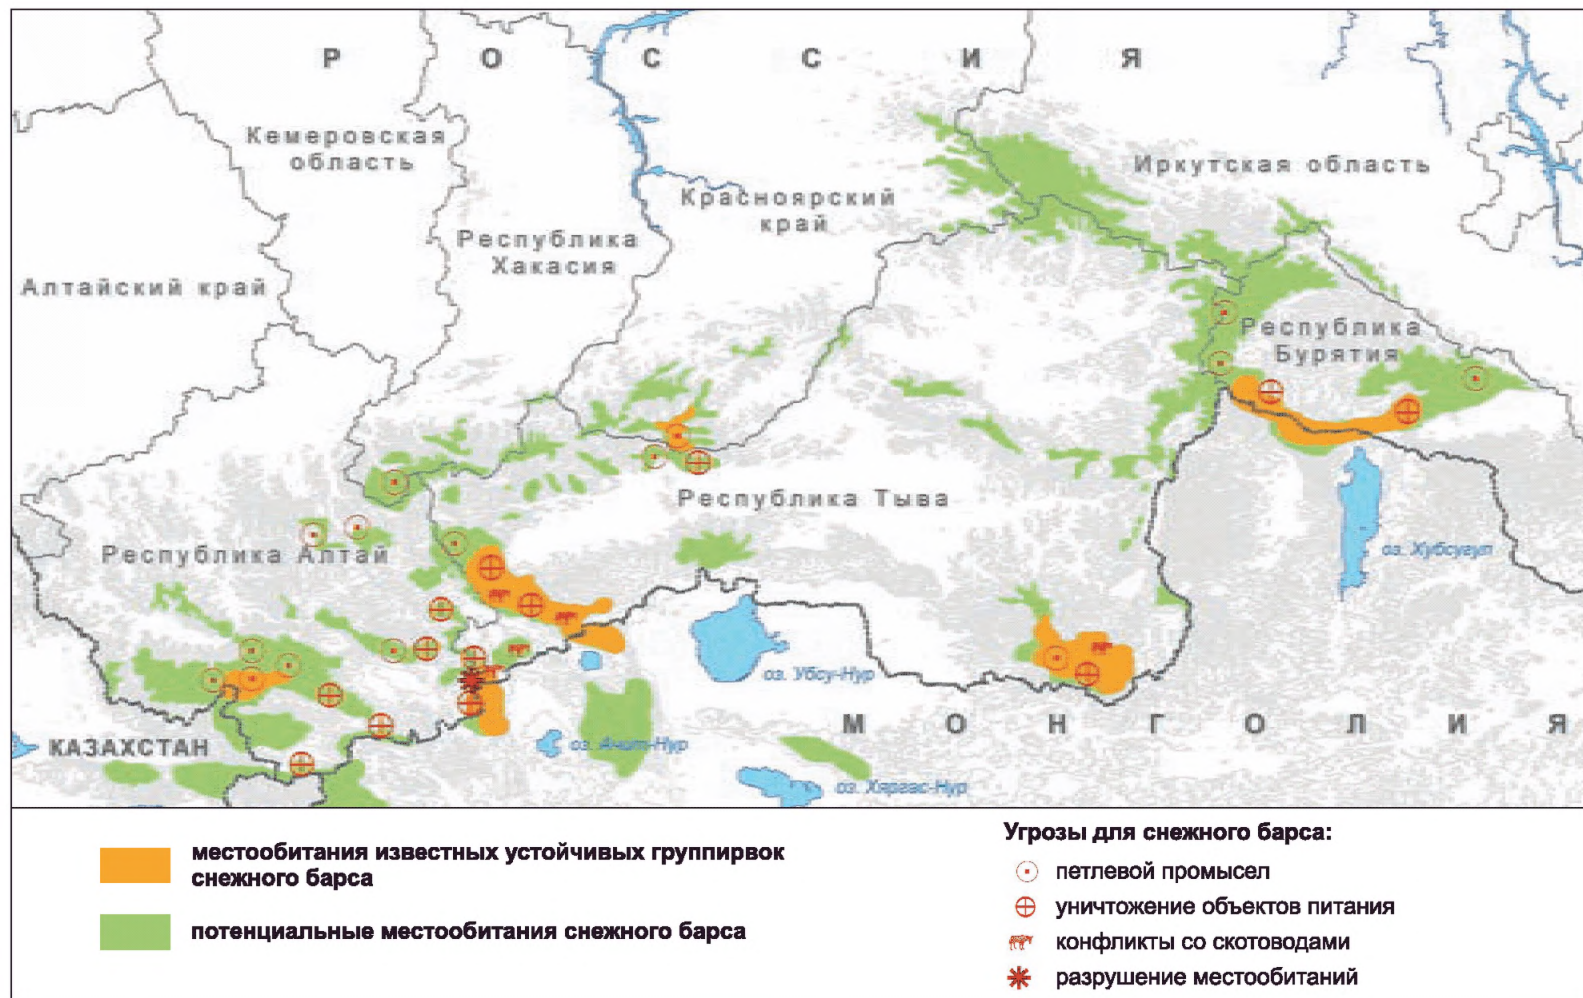 Р О С С И Я
Кемеровская
область
Иркутская область
Красноярский
край
Республика
Хакасия
Алтайский край
Республика
Бурятия
Республика Тыва
Республика Алтай
оз. Хубсугул
оз. Убсу-Нур
М О Н Г О Л И Я
КАЗАХСТАН
оз. Ачит-Нур
оз. Хяргас-Нур
местообитания известных устойчивых группирвок
снежного барса
потенциальные местообитания снежного барса
Угрозы для снежного барса:
петлевой промысел
уничтожение объектов питания
конфликты со скотоводами
разрушение местообитаний